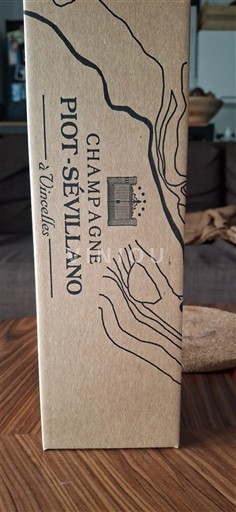 CHAMPAGNE
PIOT-SÉVILLANO
à Vincelles